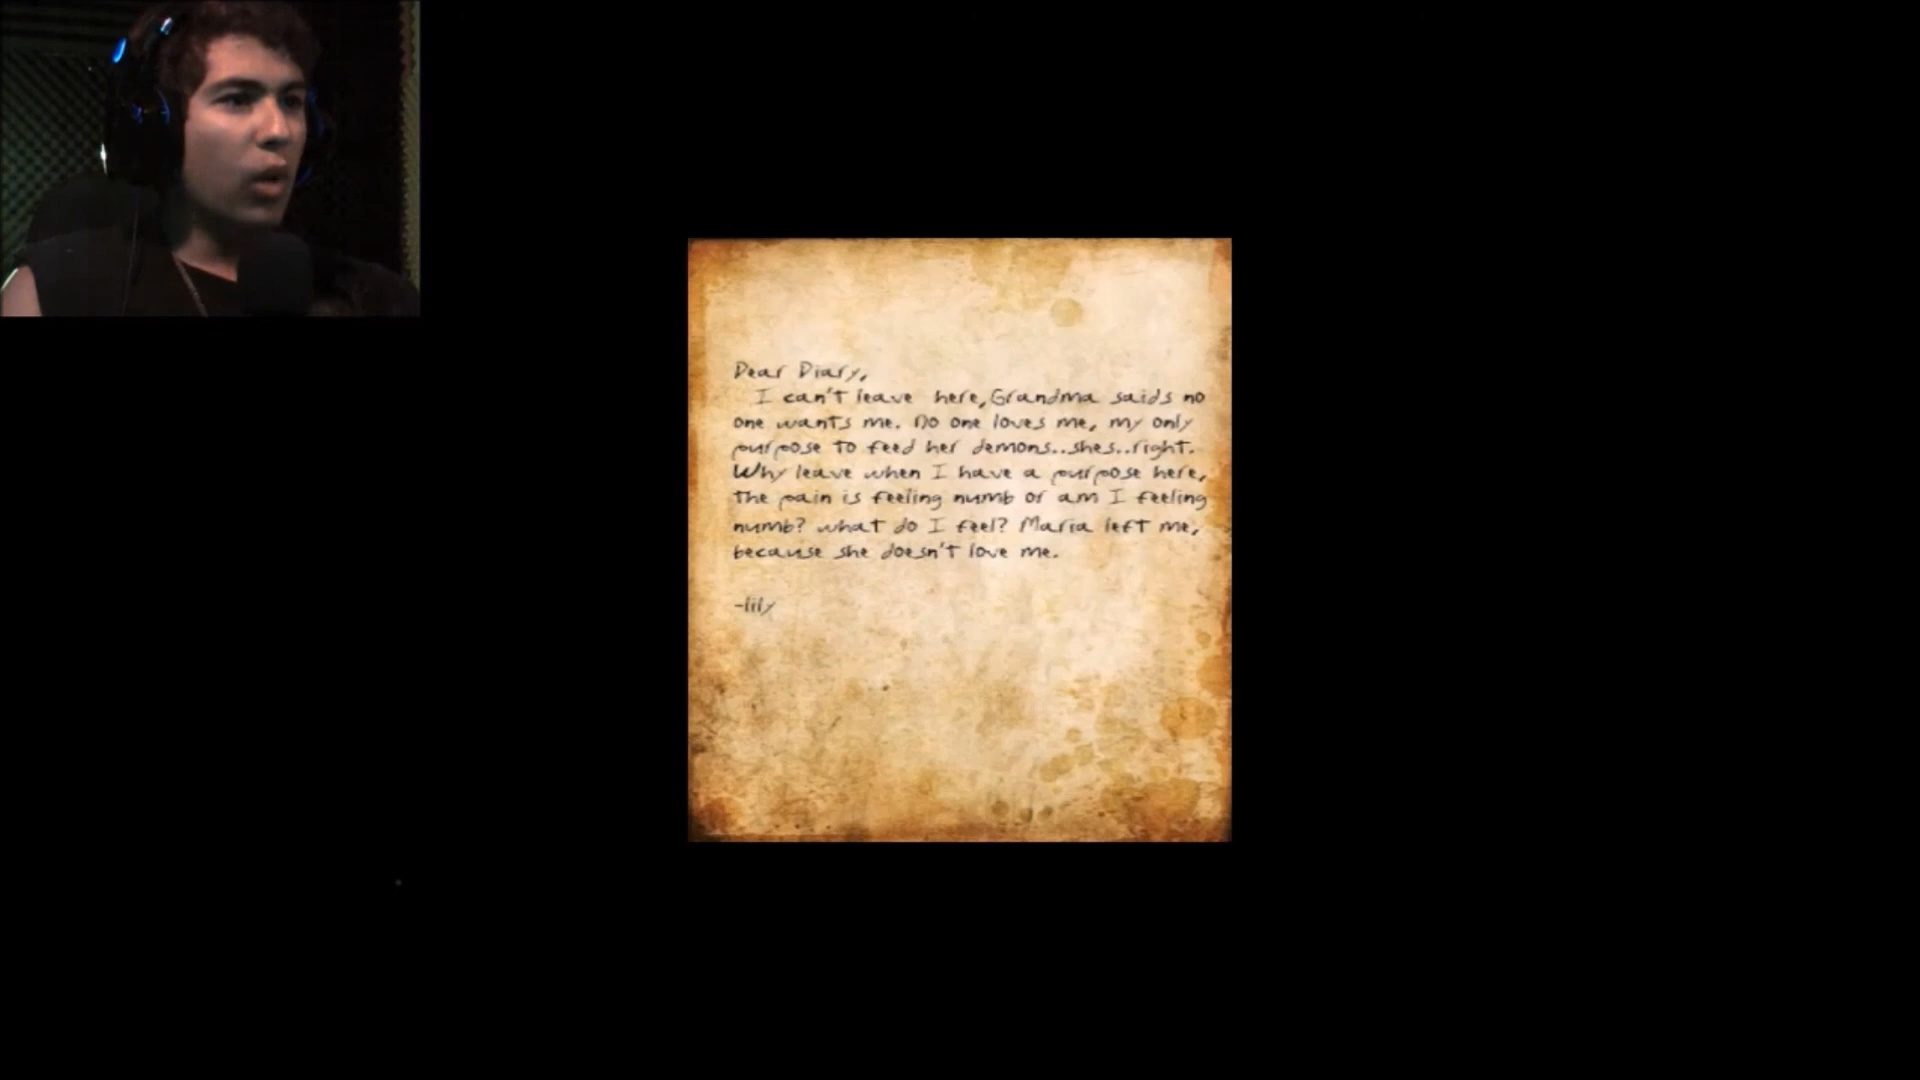 Dear Diary,
I can't leave here, Grandma saids no
one wants me. no one loves me, my only
purpose to feed her demons..shes..right.
Why leave when I have a purpose here,
the pain is feeling numb or am I feeling
numb? what do I feel? Maria left me,
because she doesn't love me.
-lily